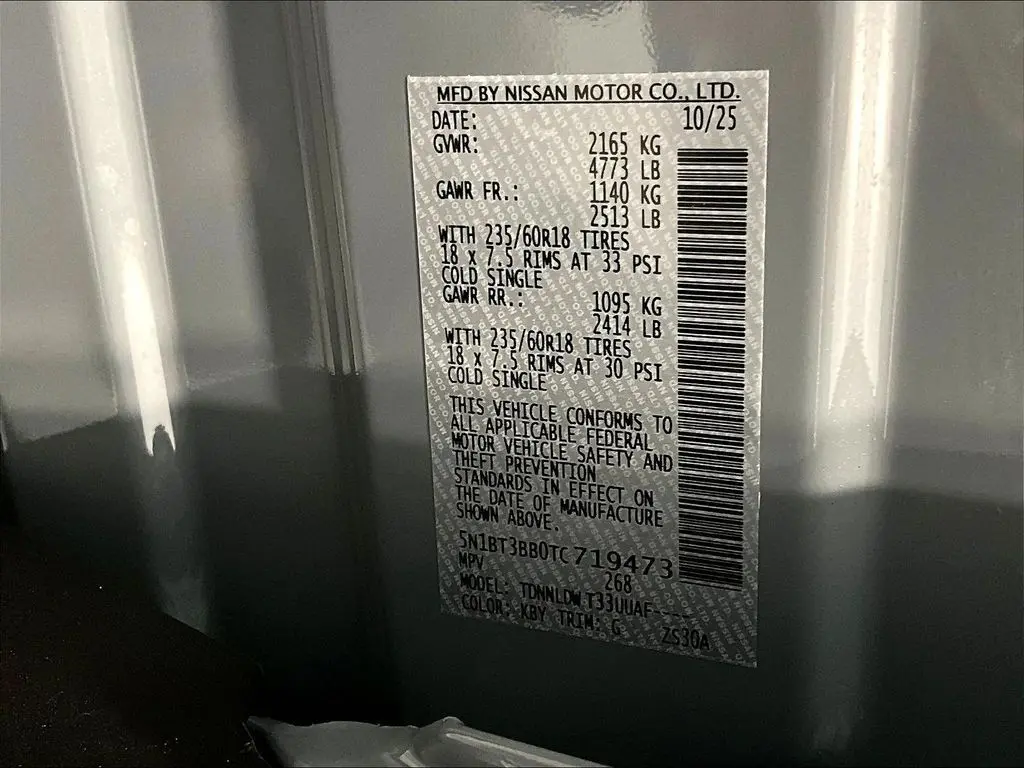 MFD BY NISSAN MOTOR CO., LTD.
DATE: 10/25
GVWR: 2165 KG
4773 LB
GAWR FR.: 1140 KG
2513 LB
WITH 235/60R18 TIRES
18 x 7.5 RIMS AT 33 PSI
COLD SINGLE
GAWR RR.: 1095 KG
2414 LB
WITH 235/60R18 TIRES
18 x 7.5 RIMS AT 30 PSI
COLD SINGLE
THIS VEHICLE CONFORMS TO
ALL APPLICABLE FEDERAL
MOTOR VEHICLE SAFETY AND
THEFT PREVENTION
STANDARDS IN EFFECT ON
THE DATE OF MANUFACTURE
SHOWN ABOVE.
5N1BT3BB0TC719473
MPV 268
MODEL: TDNNLDW T33UUAF----
COLOR: KBY TRIM: G ZS30A